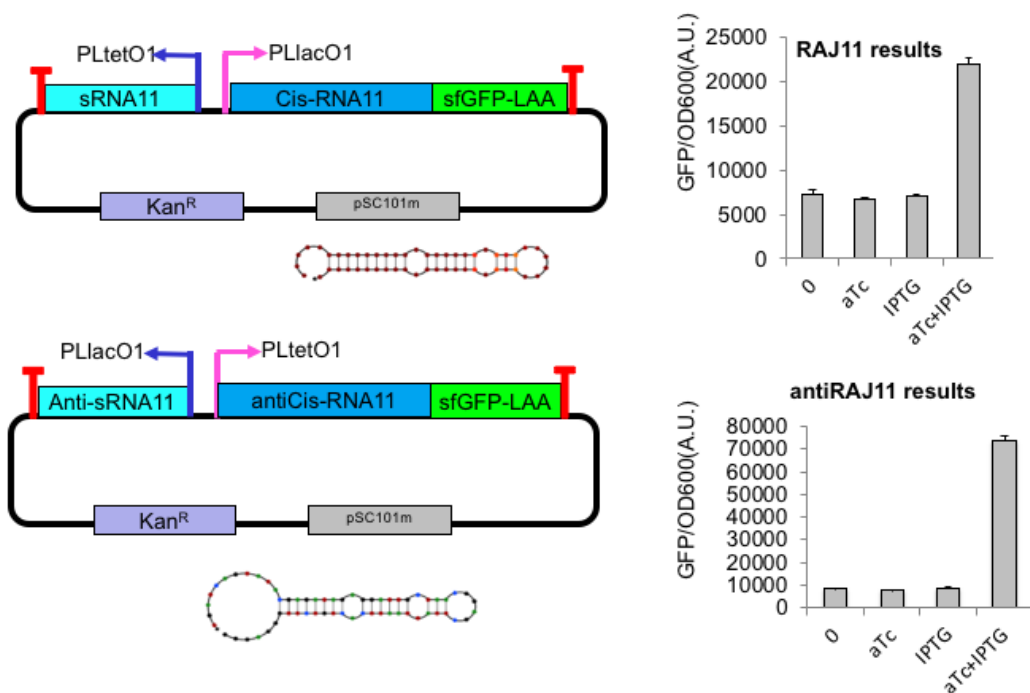 PLtetO1
PLlacO1
sRNA11
Cis-RNA11
sfGFP-LAA
KanR
pSC101m
RAJ11 results
GFP/OD600(A.U.)
25000
20000
15000
10000
5000
0
0
aTc
IPTG
aTc+IPTG
PLlacO1
PLtetO1
Anti-sRNA11
antiCis-RNA11
sfGFP-LAA
KanR
pSC101m
antiRAJ11 results
GFP/OD600(A.U.)
80000
70000
60000
50000
40000
30000
20000
10000
0
0
aTc
IPTG
aTc+IPTG